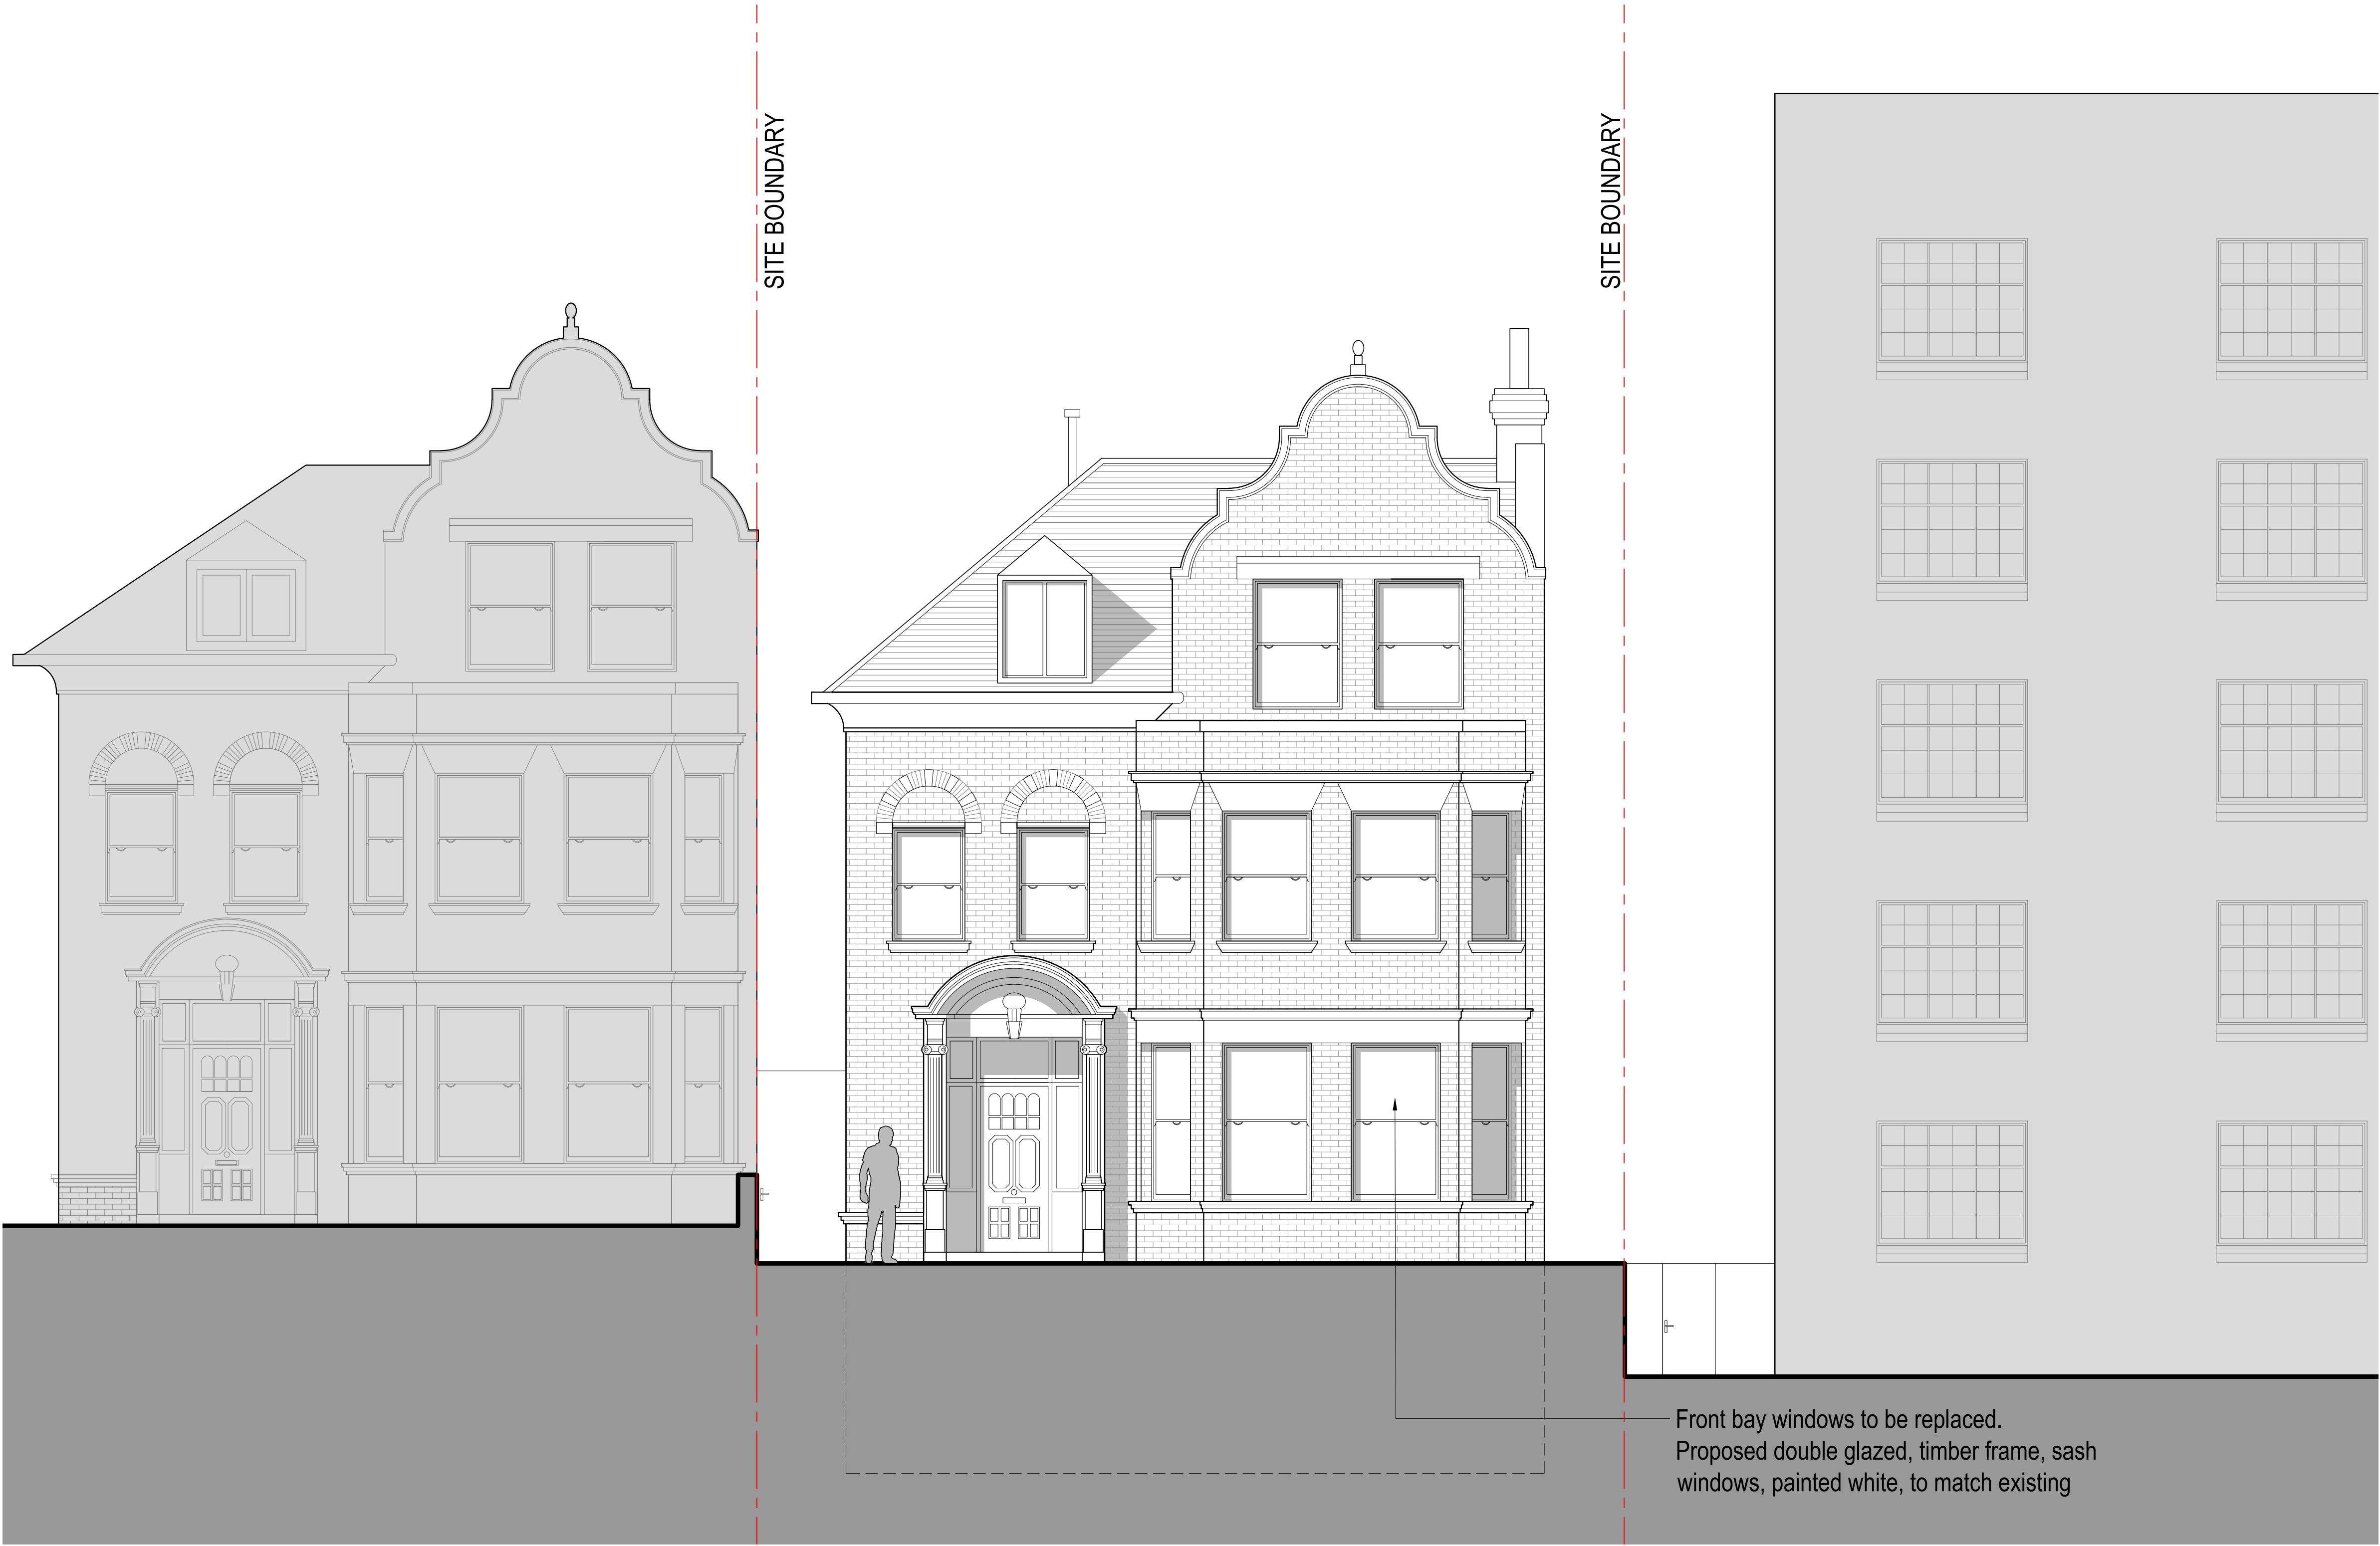 SITE BOUNDARY
SITE BOUNDARY
Front bay windows to be replaced.
Proposed double glazed, timber frame, sash
windows, painted white, to match existing